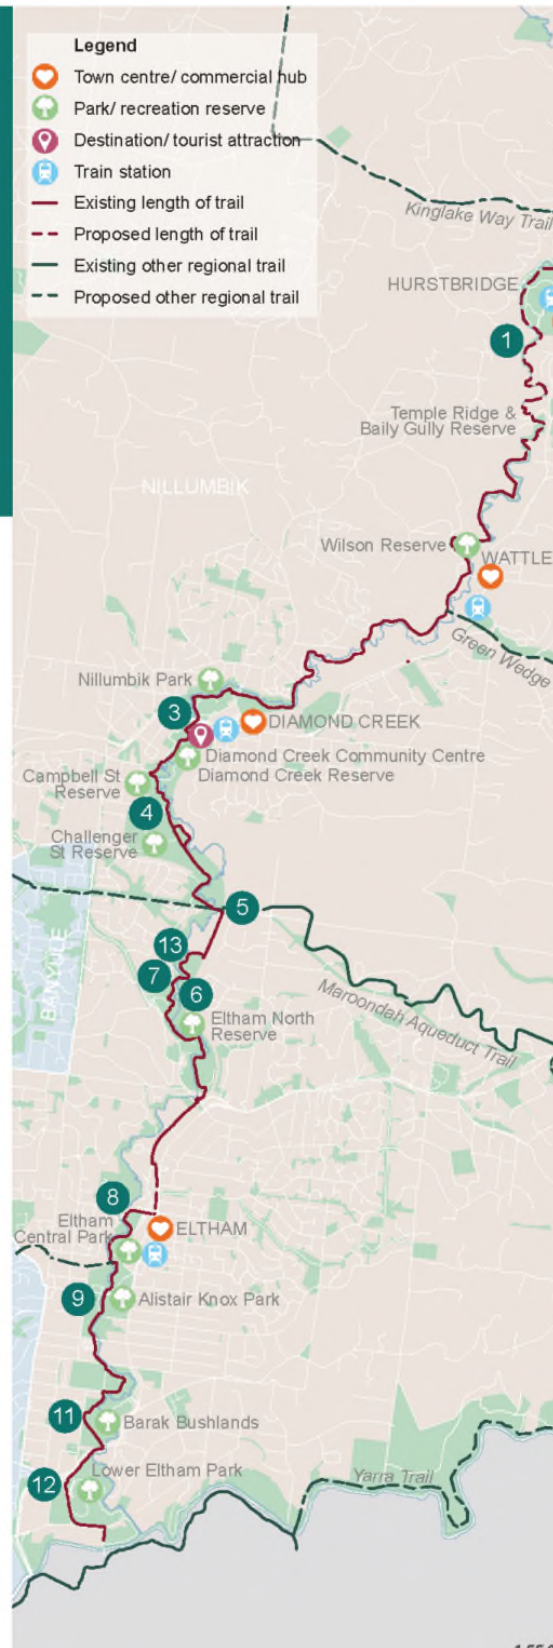 Legend
Town centre/ commercial hub
Park/ recreation reserve
Destination/ tourist attraction
Train station
Existing length of trail
Proposed length of trail
Existing other regional trail
Proposed other regional trail
Kinglake Way Trail
HURSTBRIDGE
1
Temple Ridge &
Baily Gully Reserve
NILLUMBIK
Wilson Reserve
WATTLE
Green Wedge
Nillumbik Park
3
DIAMOND CREEK
Diamond Creek Community Centre
Diamond Creek Reserve
Campbell St
Reserve
4
Challenger
St Reserve
5
13
7
6
BANYULE
Maroondah Aqueduct Trail
Eltham North
Reserve
8
Eltham
Central Park
ELTHAM
9
Alistair Knox Park
11
Barak Bushlands
12
Lower Eltham Park
Yarra Trail